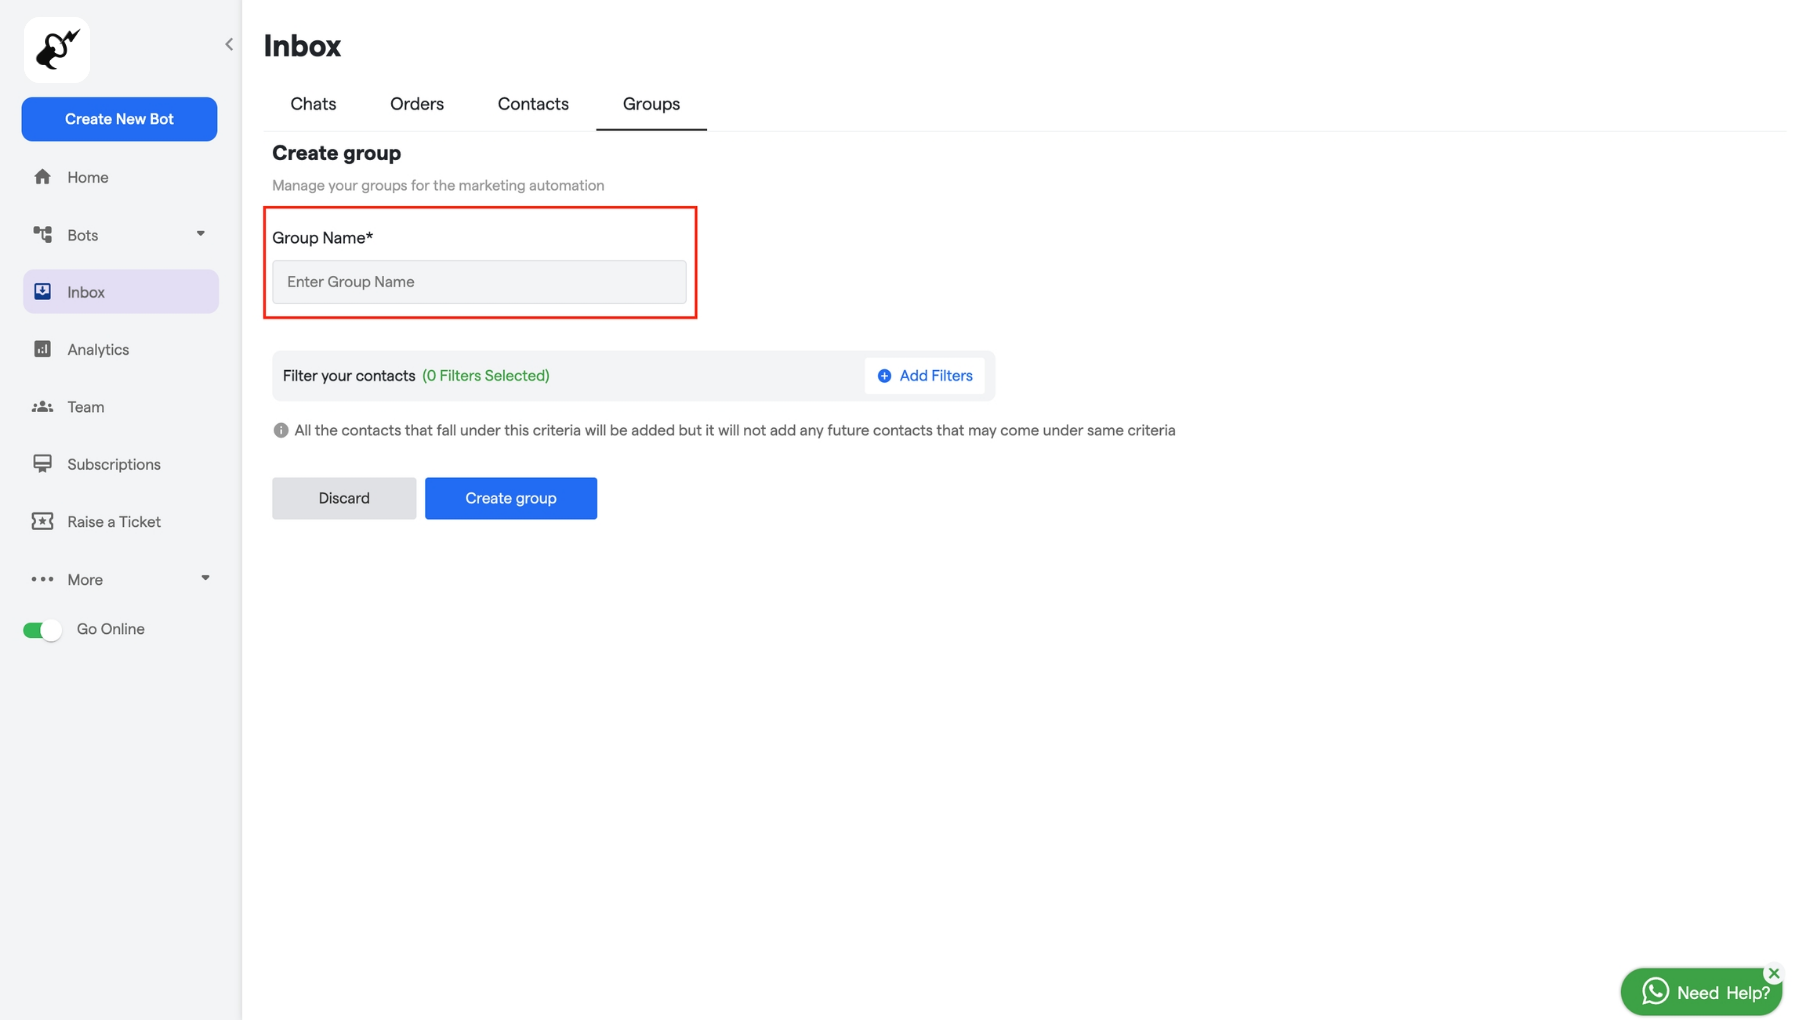 Inbox
Create New Bot
Home
Bots
Inbox
Analytics
Team
Subscriptions
Raise a Ticket
More
Go Online
Chats
Orders
Contacts
Groups
Create group
Manage your groups for the marketing automation
Group Name*
Enter Group Name
Filter your contacts (0 Filters Selected)
Add Filters
All the contacts that fall under this criteria will be added but it will not add any future contacts that may come under same criteria
Discard
Create group
Need Help?